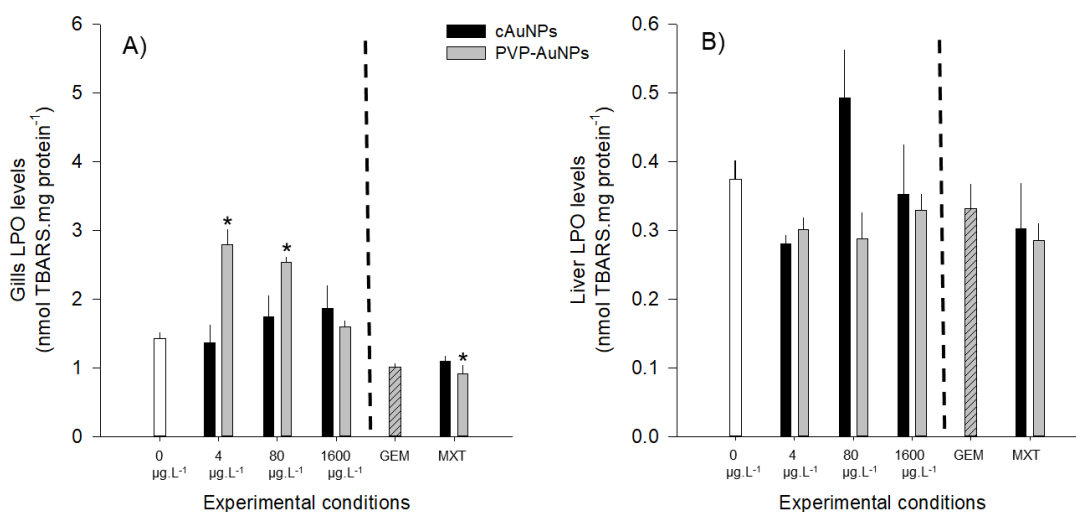 A)
cAuNPs
PVP-AuNPs
Gills LPO levels
(nmol TBARS.mg protein⁻¹)
6
5
4
3
2
1
0
*
*
*
0
µg.L⁻¹
4
µg.L⁻¹
80
µg.L⁻¹
1600
µg.L⁻¹
GEM
MXT
Experimental conditions
B)
Liver LPO levels
(nmol TBARS.mg protein⁻¹)
0.6
0.5
0.4
0.3
0.2
0.1
0.0
0
µg.L⁻¹
4
µg.L⁻¹
80
µg.L⁻¹
1600
µg.L⁻¹
GEM
MXT
Experimental conditions